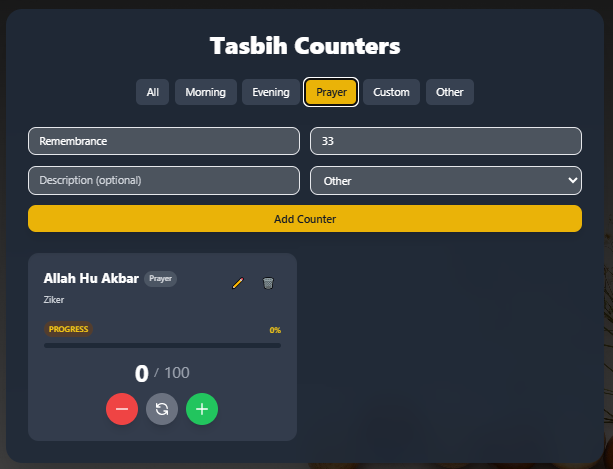 Tasbih Counters
All Morning Evening Prayer Custom Other
Remembrance 33
Description (optional) Other
Add Counter
Allah Hu Akbar Prayer
Ziker
PROGRESS 0%
0 / 100